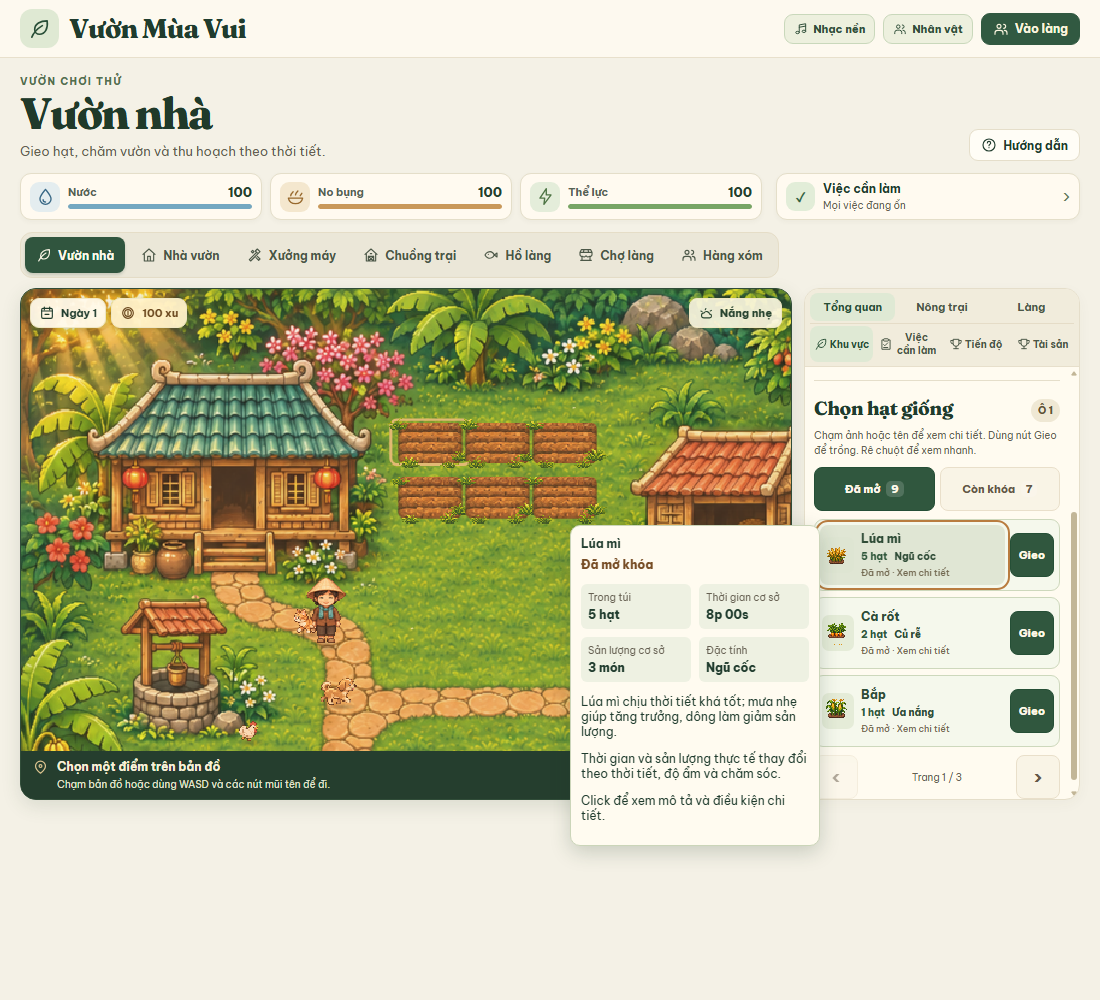 Vườn Mùa Vui
Nhạc nền
Nhân vật
Vào làng
VƯỜN CHƠI THỬ
Vườn nhà
Gieo hạt, chăm vườn và thu hoạch theo thời tiết.
Hướng dẫn
Nước 100
No bụng 100
Thể lực 100
Việc cần làm
Mọi việc đang ổn
Vườn nhà
Nhà vườn
Xưởng máy
Chuồng trại
Hồ làng
Chợ làng
Hàng xóm
Ngày 1
100 xu
Nắng nhẹ
Tổng quan
Nông trại
Làng
Khu vực
Việc
cần làm
Tiến độ
Tài sản
Chọn hạt giống
Ô 1
Chạm ảnh hoặc tên để xem chi tiết. Dùng nút Gieo
để trồng. Rê chuột để xem nhanh.
Đã mở 9
Còn khóa 7
Lúa mì
5 hạt Ngũ cốc
Đã mở · Xem chi tiết
Gieo
Cà rốt
2 hạt Củ rễ
Đã mở · Xem chi tiết
Gieo
Bắp
1 hạt Ưa nắng
Đã mở · Xem chi tiết
Gieo
Trang 1 / 3
Lúa mì
Đã mở khóa
Trong túi
5 hạt
Thời gian cơ sở
8p 00s
Sản lượng cơ sở
3 món
Đặc tính
Ngũ cốc
Lúa mì chịu thời tiết khá tốt; mưa nhẹ
giúp tăng trưởng, dông làm giảm sản
lượng.
Thời gian và sản lượng thực tế thay đổi
theo thời tiết, độ ẩm và chăm sóc.
Click để xem mô tả và điều kiện chi
tiết.
Chọn một điểm trên bản đồ
Chạm bản đồ hoặc dùng WASD và các nút mũi tên để đi.